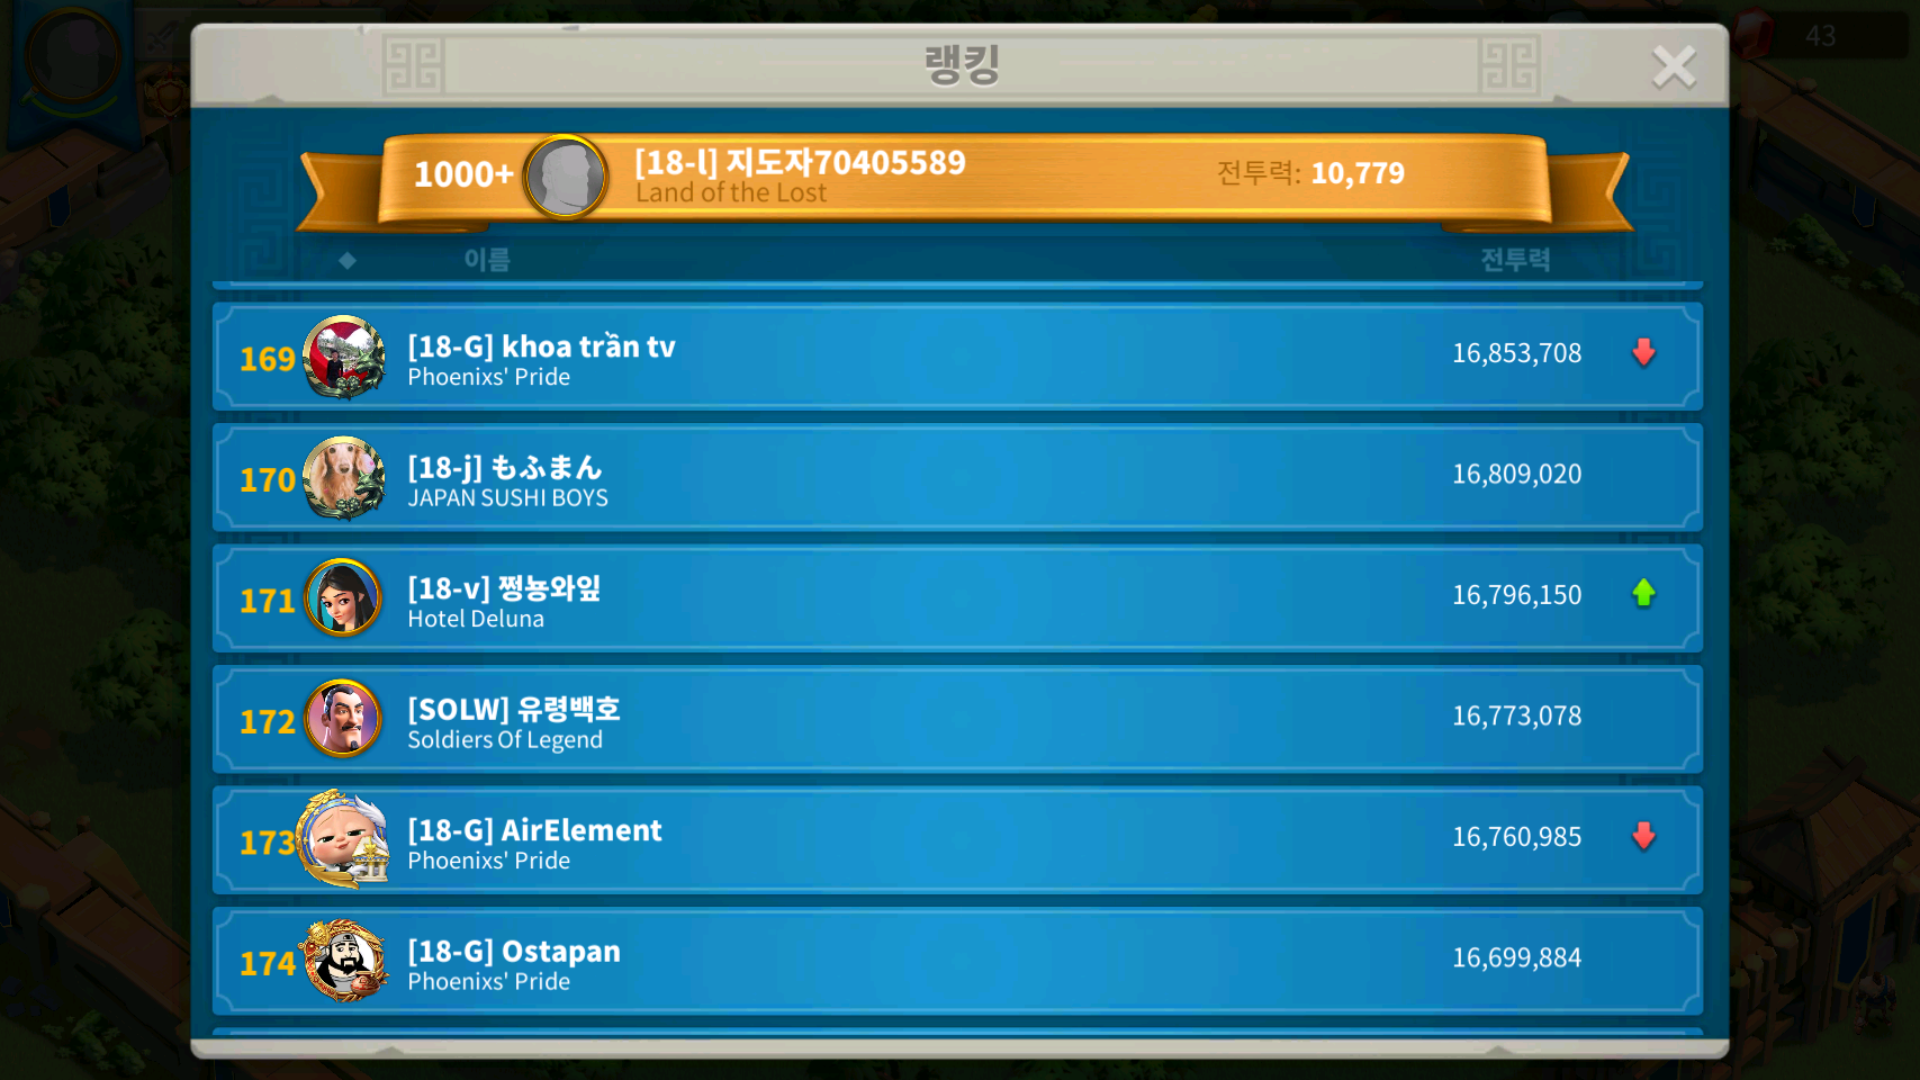 43
랭킹
1000+
[18-l] 지도자70405589
Land of the Lost
전투력: 10,779
이름
전투력
169
[18-G] khoa trần tv
Phoenixs' Pride
16,853,708
170
[18-j] もふまん
JAPAN SUSHI BOYS
16,809,020
171
[18-v] 쩡뇽와잎
Hotel Deluna
16,796,150
172
[SOLW] 유령백호
Soldiers Of Legend
16,773,078
173
[18-G] AirElement
Phoenixs' Pride
16,760,985
174
[18-G] Ostapan
Phoenixs' Pride
16,699,884